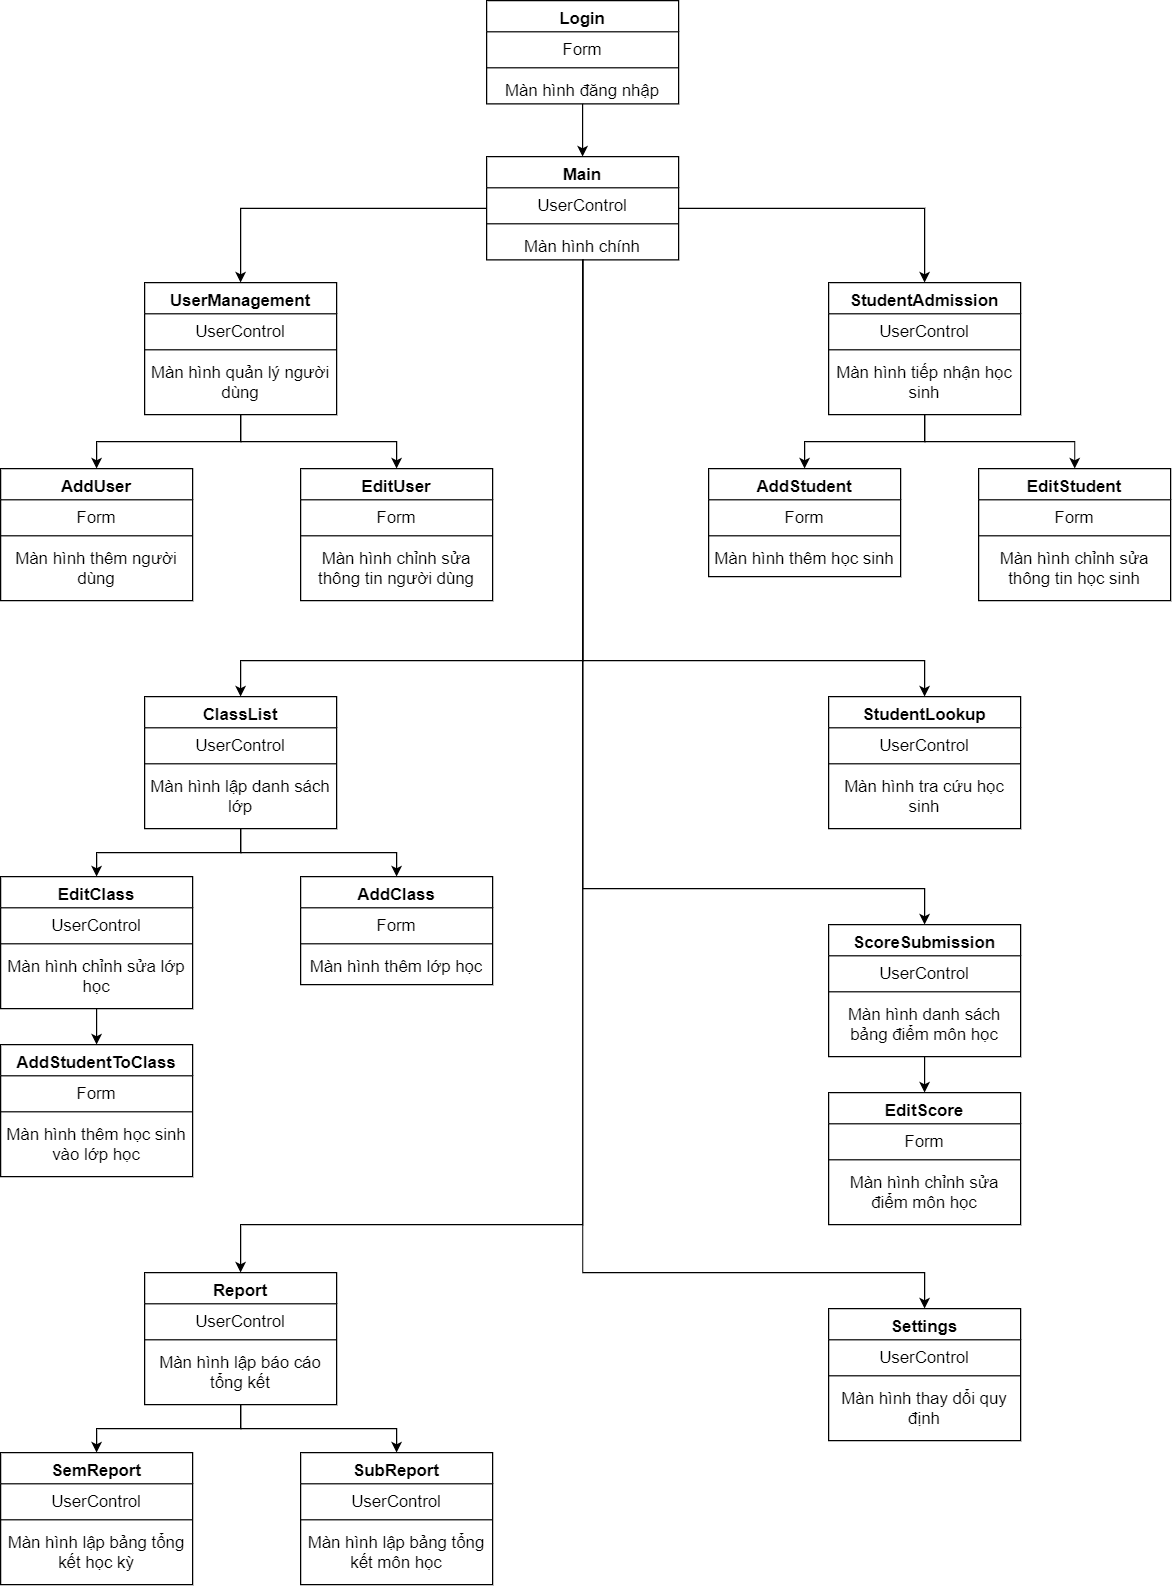 Login
Form
Màn hình đăng nhập
Main
UserControl
Màn hình chính
UserManagement
UserControl
Màn hình quản lý người
dùng
StudentAdmission
UserControl
Màn hình tiếp nhận học
sinh
AddUser
Form
Màn hình thêm người
dùng
EditUser
Form
Màn hình chỉnh sửa
thông tin người dùng
AddStudent
Form
Màn hình thêm học sinh
EditStudent
Form
Màn hình chỉnh sửa
thông tin học sinh
ClassList
UserControl
Màn hình lập danh sách
lớp
StudentLookup
UserControl
Màn hình tra cứu học
sinh
EditClass
UserControl
Màn hình chỉnh sửa lớp
học
AddClass
Form
Màn hình thêm lớp học
ScoreSubmission
UserControl
Màn hình danh sách
bảng điểm môn học
AddStudentToClass
Form
Màn hình thêm học sinh
vào lớp học
EditScore
Form
Màn hình chỉnh sửa
điểm môn học
Report
UserControl
Màn hình lập báo cáo
tổng kết
Settings
UserControl
Màn hình thay dổi quy
định
SemReport
UserControl
Màn hình lập bảng tổng
kết học kỳ
SubReport
UserControl
Màn hình lập bảng tổng
kết môn học